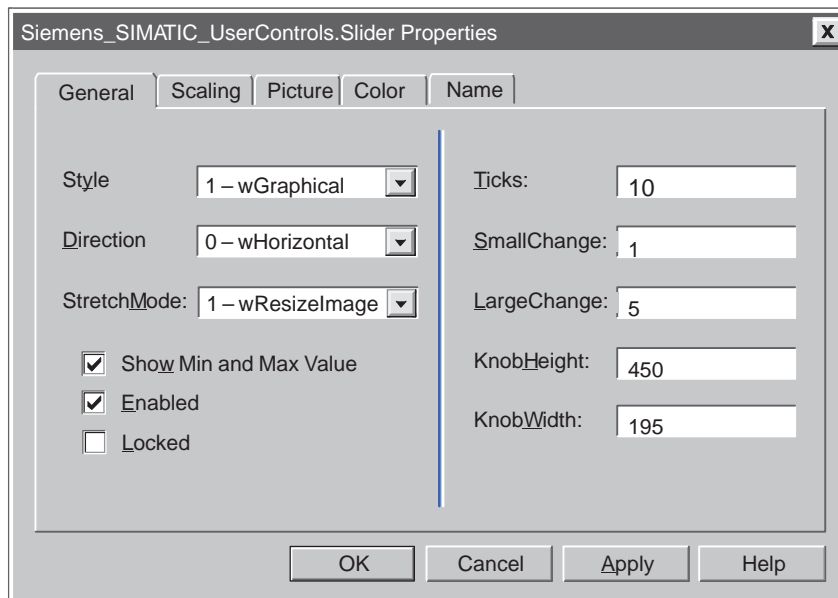 Siemens_SIMATIC_UserControls.Slider Properties X
General Scaling Picture Color Name
Style 1 – wGraphical
Direction 0 – wHorizontal
StretchMode: 1 – wResizeImage
Show Min and Max Value
Enabled
Locked
Ticks: 10
SmallChange: 1
LargeChange: 5
KnobHeight: 450
KnobWidth: 195
OK Cancel Apply Help